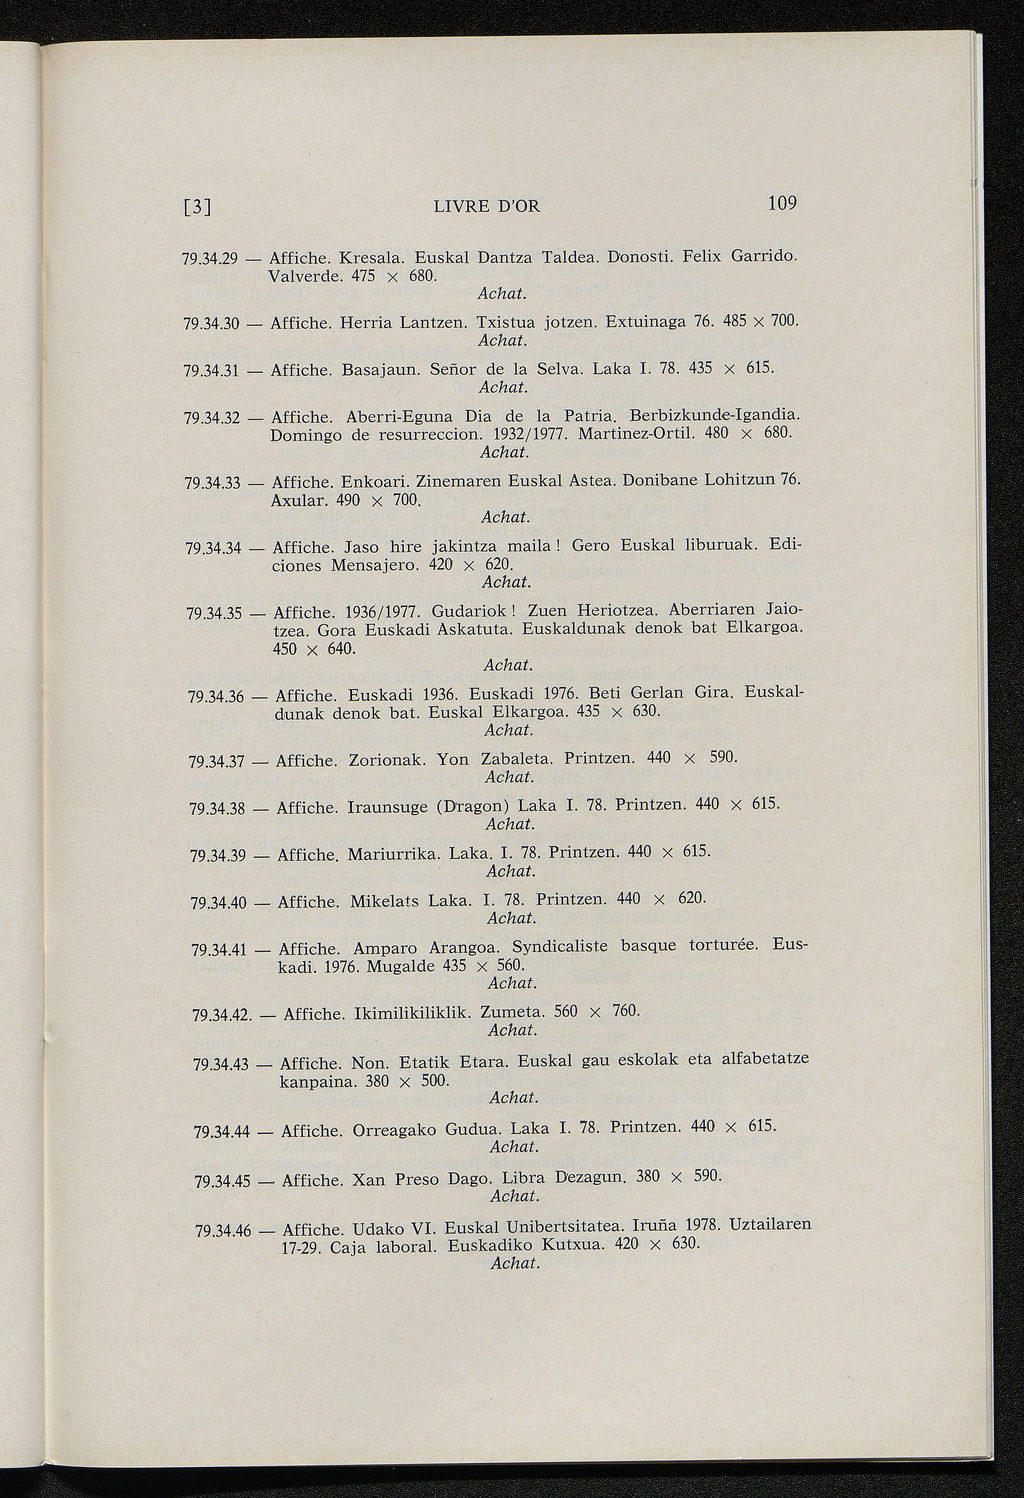 [3] LIVRE D'OR 109
79.34.29 — Affiche. Kresala. Euskal Dantza Taldea. Donosti. Felix Garrido.
Valverde. 475 × 680.
Achat.
79.34.30 — Affiche. Herria Lantzen. Txistua jotzen. Extuinaga 76. 485 × 700.
Achat.
79.34.31 — Affiche. Basajaun. Señor de la Selva. Laka I. 78. 435 × 615.
Achat.
79.34.32 — Affiche. Aberri-Eguna Dia de la Patria. Berbizkunde-Igandia.
Domingo de resurreccion. 1932/1977. Martinez-Ortil. 480 × 680.
Achat.
79.34.33 — Affiche. Enkoari. Zinemaren Euskal Astea. Donibane Lohitzun 76.
Axular. 490 × 700.
Achat.
79.34.34 — Affiche. Jaso hire jakintza maila ! Gero Euskal liburuak. Edi-
ciones Mensajero. 420 × 620.
Achat.
79.34.35 — Affiche. 1936/1977. Gudariok ! Zuen Heriotzea. Aberriaren Jaio-
tzea. Gora Euskadi Askatuta. Euskaldunak denok bat Elkargoa.
450 × 640.
Achat.
79.34.36 — Affiche. Euskadi 1936. Euskadi 1976. Beti Gerlan Gira. Euskal-
dunak denok bat. Euskal Elkargoa. 435 × 630.
Achat.
79.34.37 — Affiche. Zorionak. Yon Zabaleta. Printzen. 440 × 590.
Achat.
79.34.38 — Affiche. Iraunsuge (Dragon) Laka I. 78. Printzen. 440 × 615.
Achat.
79.34.39 — Affiche. Mariurrika. Laka. I. 78. Printzen. 440 × 615.
Achat.
79.34.40 — Affiche. Mikelats Laka. I. 78. Printzen. 440 × 620.
Achat.
79.34.41 — Affiche. Amparo Arangoa. Syndicaliste basque torturée. Eus-
kadi. 1976. Mugalde 435 × 560.
Achat.
79.34.42. — Affiche. Ikimilikiliklik. Zumeta. 560 × 760.
Achat.
79.34.43 — Affiche. Non. Etatik Etara. Euskal gau eskolak eta alfabetatze
kanpaina. 380 × 500.
Achat.
79.34.44 — Affiche. Orreagako Gudua. Laka I. 78. Printzen. 440 × 615.
Achat.
79.34.45 — Affiche. Xan Preso Dago. Libra Dezagun. 380 × 590.
Achat.
79.34.46 — Affiche. Udako VI. Euskal Unibertsitatea. Iruña 1978. Uztailaren
17-29. Caja laboral. Euskadiko Kutxua. 420 × 630.
Achat.